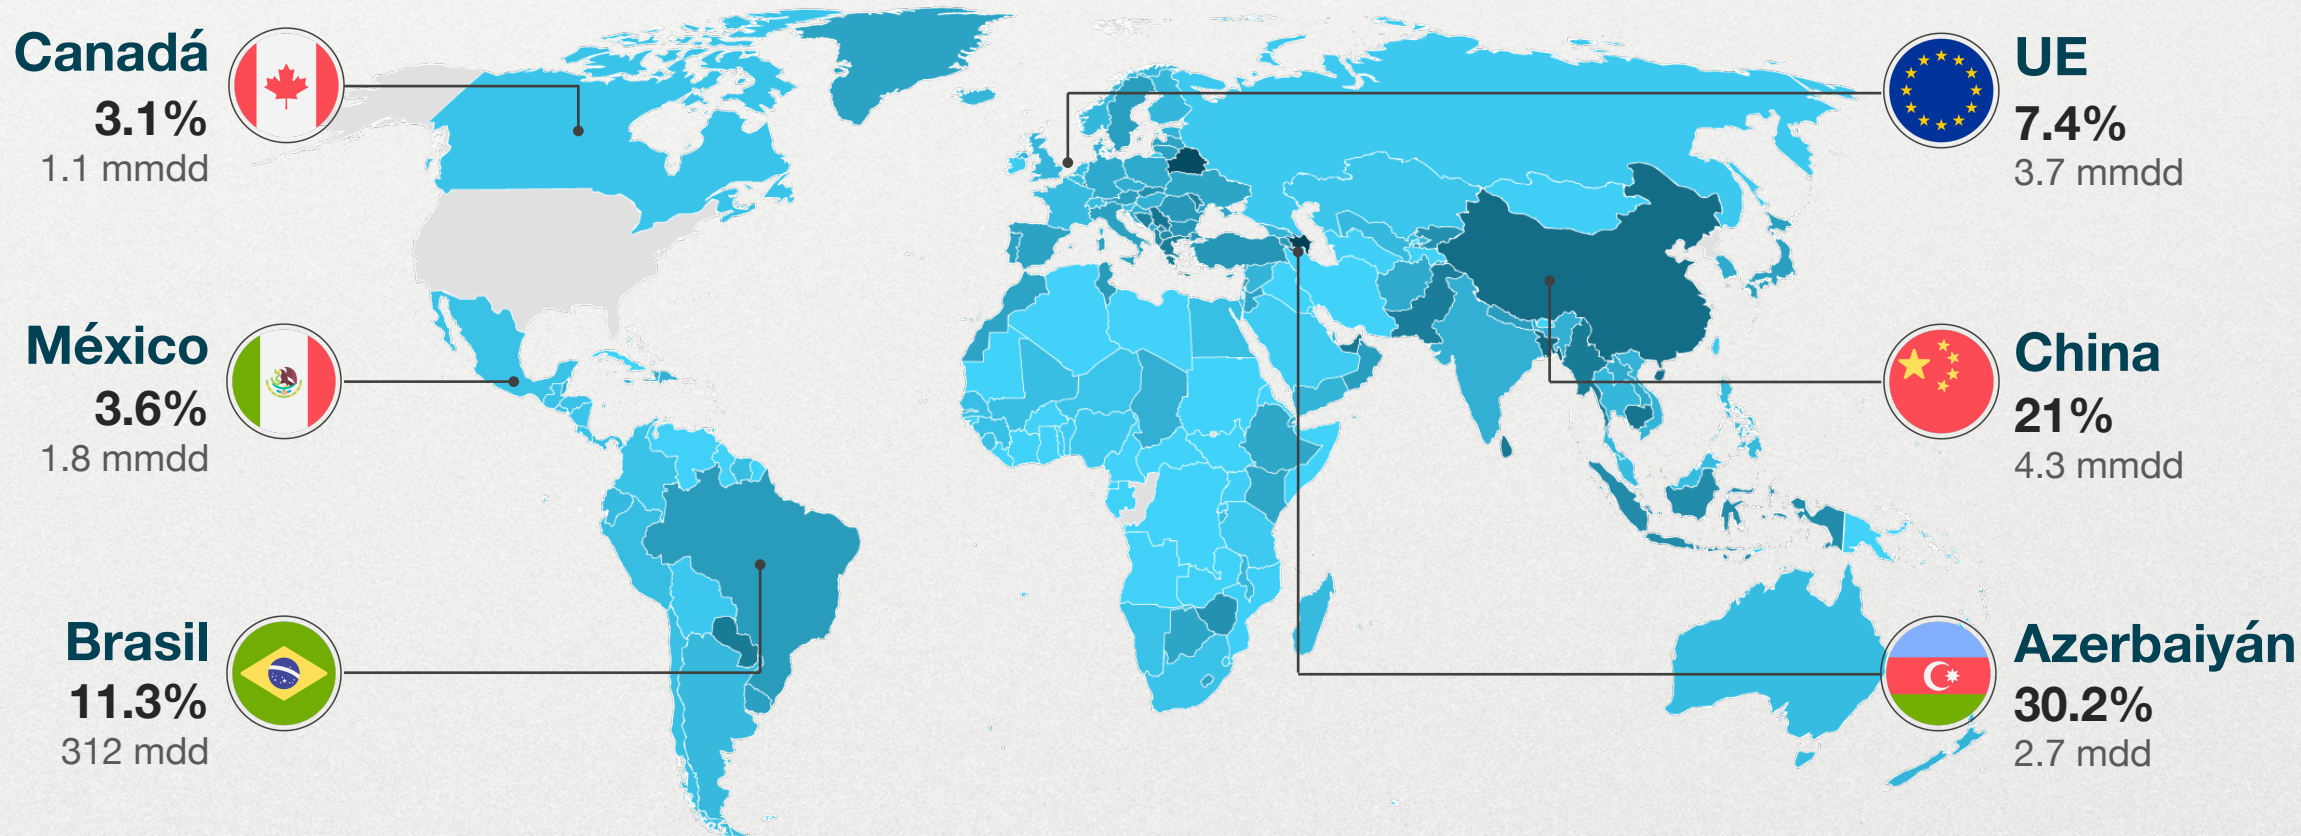 Canadá
3.1%
1.1 mmdd
México
3.6%
1.8 mmdd
Brasil
11.3%
312 mdd
UE
7.4%
3.7 mmdd
China
21%
4.3 mmdd
Azerbaiyán
30.2%
2.7 mdd